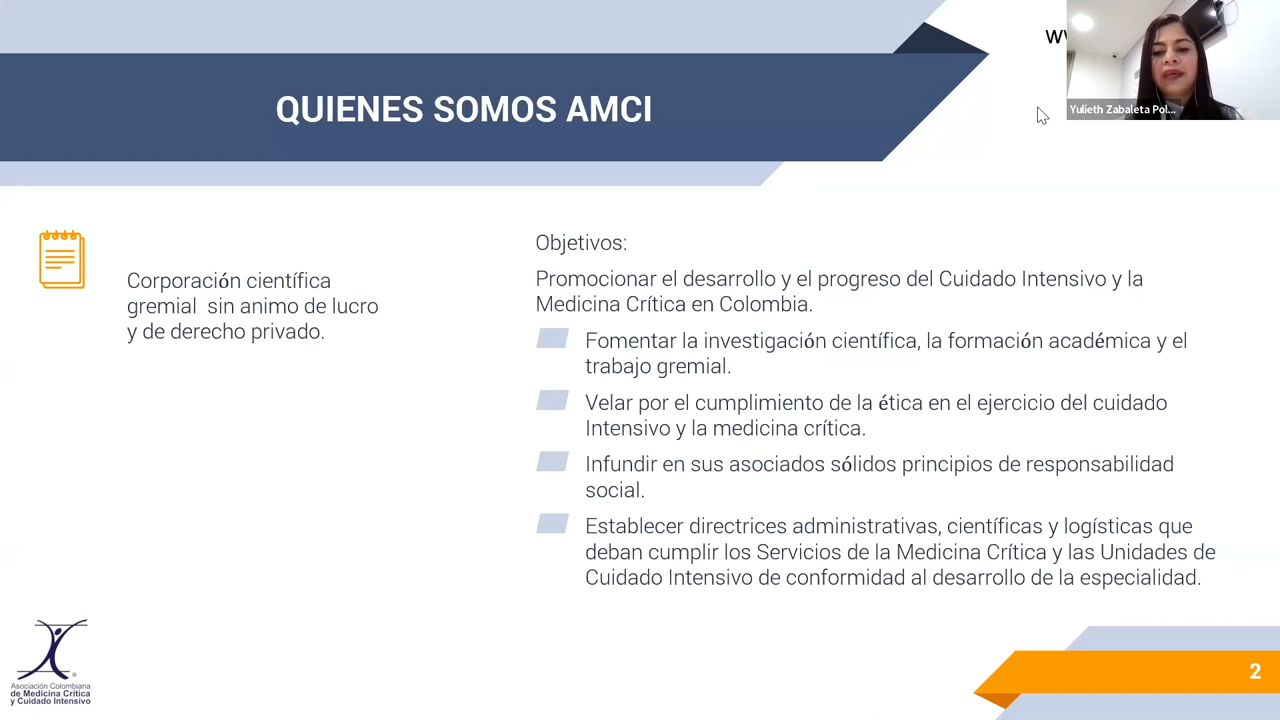 QUIENES SOMOS AMCI
Yulieth Zabaleta Pol...
Corporación científica
gremial sin animo de lucro
y de derecho privado.
Objetivos:
Promocionar el desarrollo y el progreso del Cuidado Intensivo y la
Medicina Crítica en Colombia.
Fomentar la investigación científica, la formación académica y el
trabajo gremial.
Velar por el cumplimiento de la ética en el ejercicio del cuidado
Intensivo y la medicina crítica.
Infundir en sus asociados sólidos principios de responsabilidad
social.
Establecer directrices administrativas, científicas y logísticas que
deban cumplir los Servicios de la Medicina Crítica y las Unidades de
Cuidado Intensivo de conformidad al desarrollo de la especialidad.
Asociación Colombiana
de Medicina Crítica
y Cuidado Intensivo
®
2